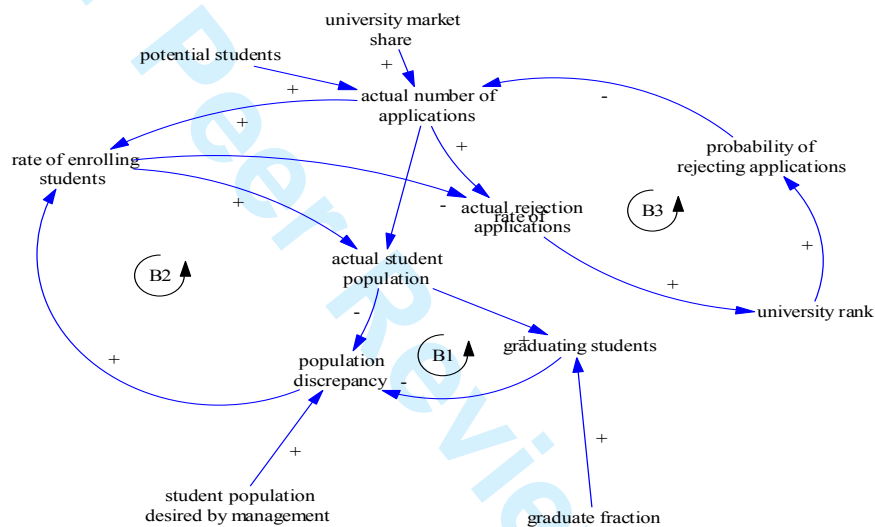 university market
share
potential students
+
+
actual number of
applications
-
+
+
rate of enrolling
students
probability of
rejecting applications
+
-
actual rejection
rate of
applications
B3
+
actual student
population
B2
+
university rank
-
+
graduating students
B1
population
discrepancy
-
+
+
+
student population
desired by management
graduate fraction
Peer Review